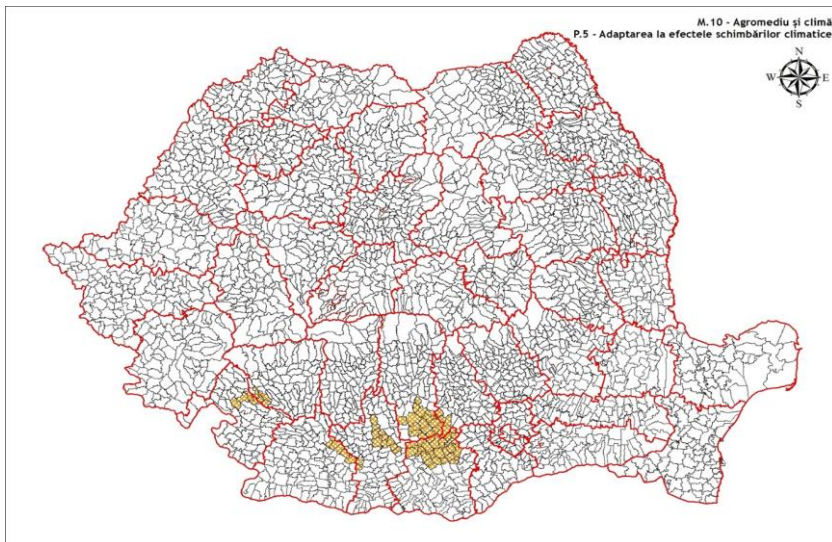 M.10 - Agromediu și climă
P.5 - Adaptarea la efectele schimbărilor climatice
N
W E
S